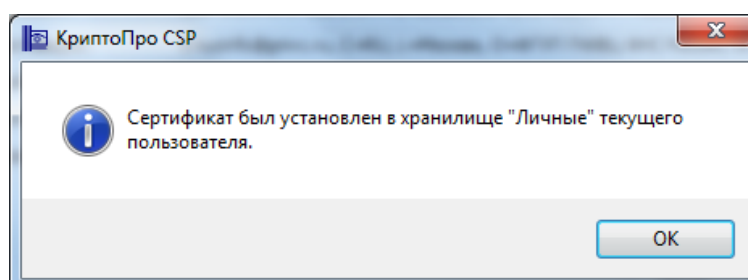 КриптоПро CSP
Сертификат был установлен в хранилище "Личные" текущего
пользователя.
OK